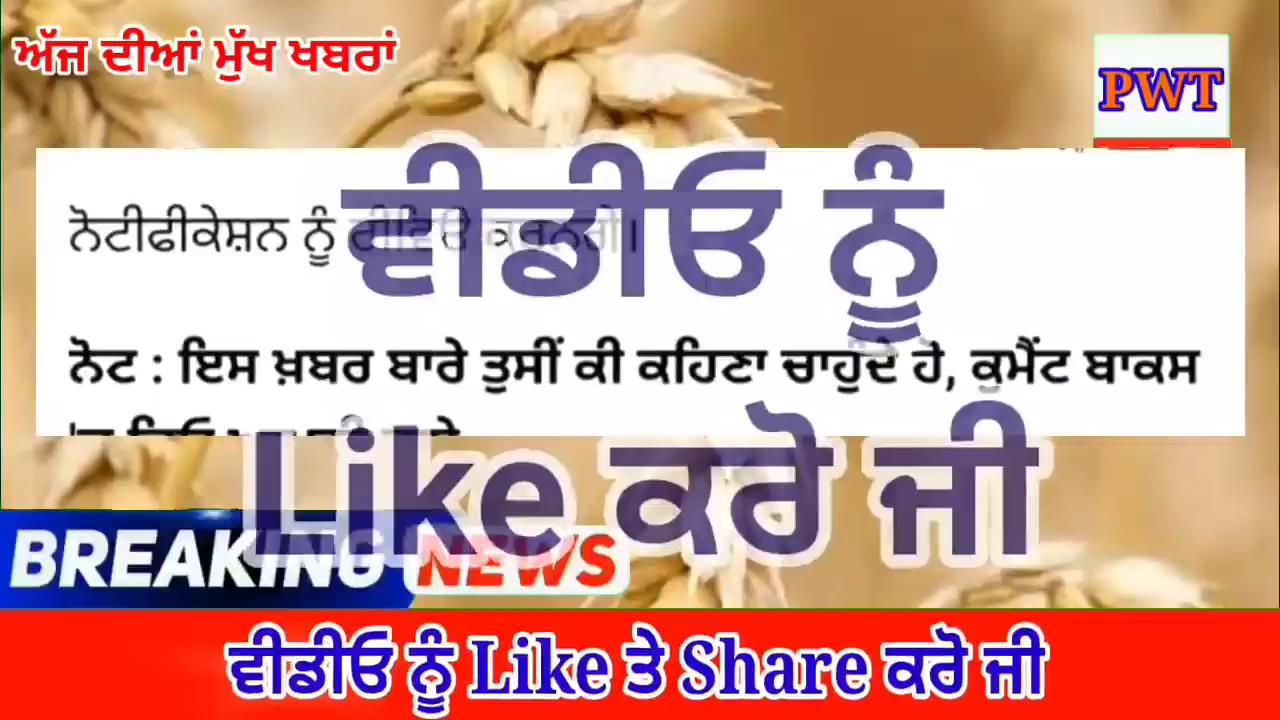 ਅੱਜ ਦੀਆਂ ਮੁੱਖ ਖਬਰਾਂ
PWT
ਵੀਡੀਓ ਨੂੰ
ਨੋਟੀਫੀਕੇਸ਼ਨ ਨੂੰ
ਨੋਟ : ਇਸ ਖ਼ਬਰ ਬਾਰੇ ਤੁਸੀਂ ਕੀ ਕਹਿਣਾ ਚਾਹੁੰਦੇ ਹੋ, ਕੁਮੈਂਟ ਬਾਕਸ
Like ਕਰੋ ਜੀ
BREAKING NEWS
ਵੀਡੀਓ ਨੂੰ Like ਤੇ Share ਕਰੋ ਜੀ